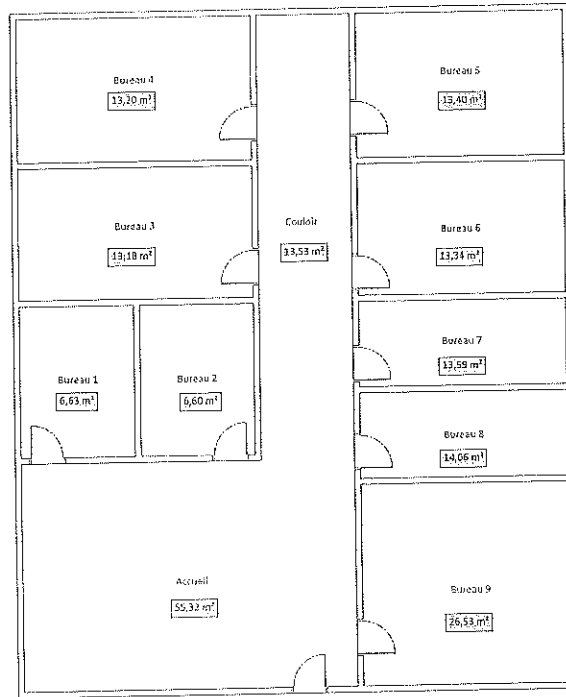 Bureau 4
13,20 m²
Bureau 5
13,40 m²
Bureau 3
13,18 m²
Couloir
33,53 m²
Bureau 6
13,34 m²
Bureau 1
6,63 m²
Bureau 2
6,60 m²
Bureau 7
13,59 m²
Bureau 8
14,06 m²
Accueil
55,32 m²
Bureau 9
26,53 m²